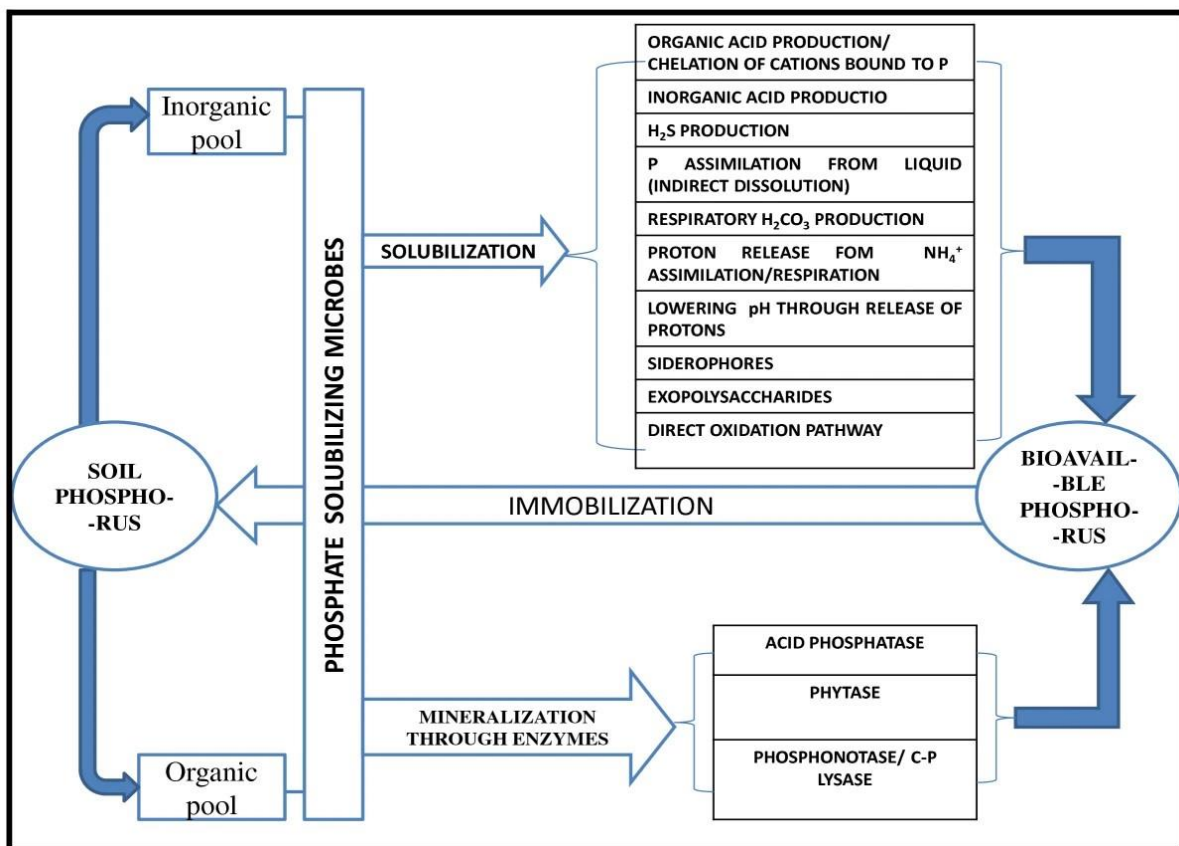 Inorganic
pool
PHOSPHATE SOLUBILIZING MICROBES
SOLUBILIZATION
ORGANIC ACID PRODUCTION/
CHELATION OF CATIONS BOUND TO P
INORGANIC ACID PRODUCTIO
H₂S PRODUCTION
P ASSIMILATION FROM LIQUID
(INDIRECT DISSOLUTION)
RESPIRATORY H₂CO₃ PRODUCTION
PROTON RELEASE FOM NH₄⁺
ASSIMILATION/RESPIRATION
LOWERING pH THROUGH RELEASE OF
PROTONS
SIDEROPHORES
EXOPOLYSACCHARIDES
DIRECT OXIDATION PATHWAY
SOIL
PHOSPHO-
-RUS
IMMOBILIZATION
BIOAVAIL-
-BLE
PHOSPHO-
-RUS
MINERALIZATION
THROUGH ENZYMES
ACID PHOSPHATASE
PHYTASE
PHOSPHONOTASE/ C-P
LYSASE
Organic
pool